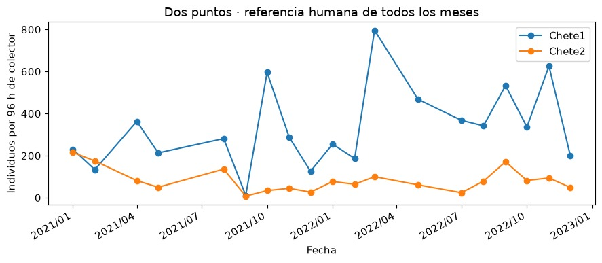 Dos puntos · referencia humana de todos los meses
Individuos por 96 h de colector
800
600
400
200
0
Chete1
Chete2
2021/01
2021/04
2021/07
2021/10
2022/01
2022/04
2022/07
2022/10
2023/01
Fecha